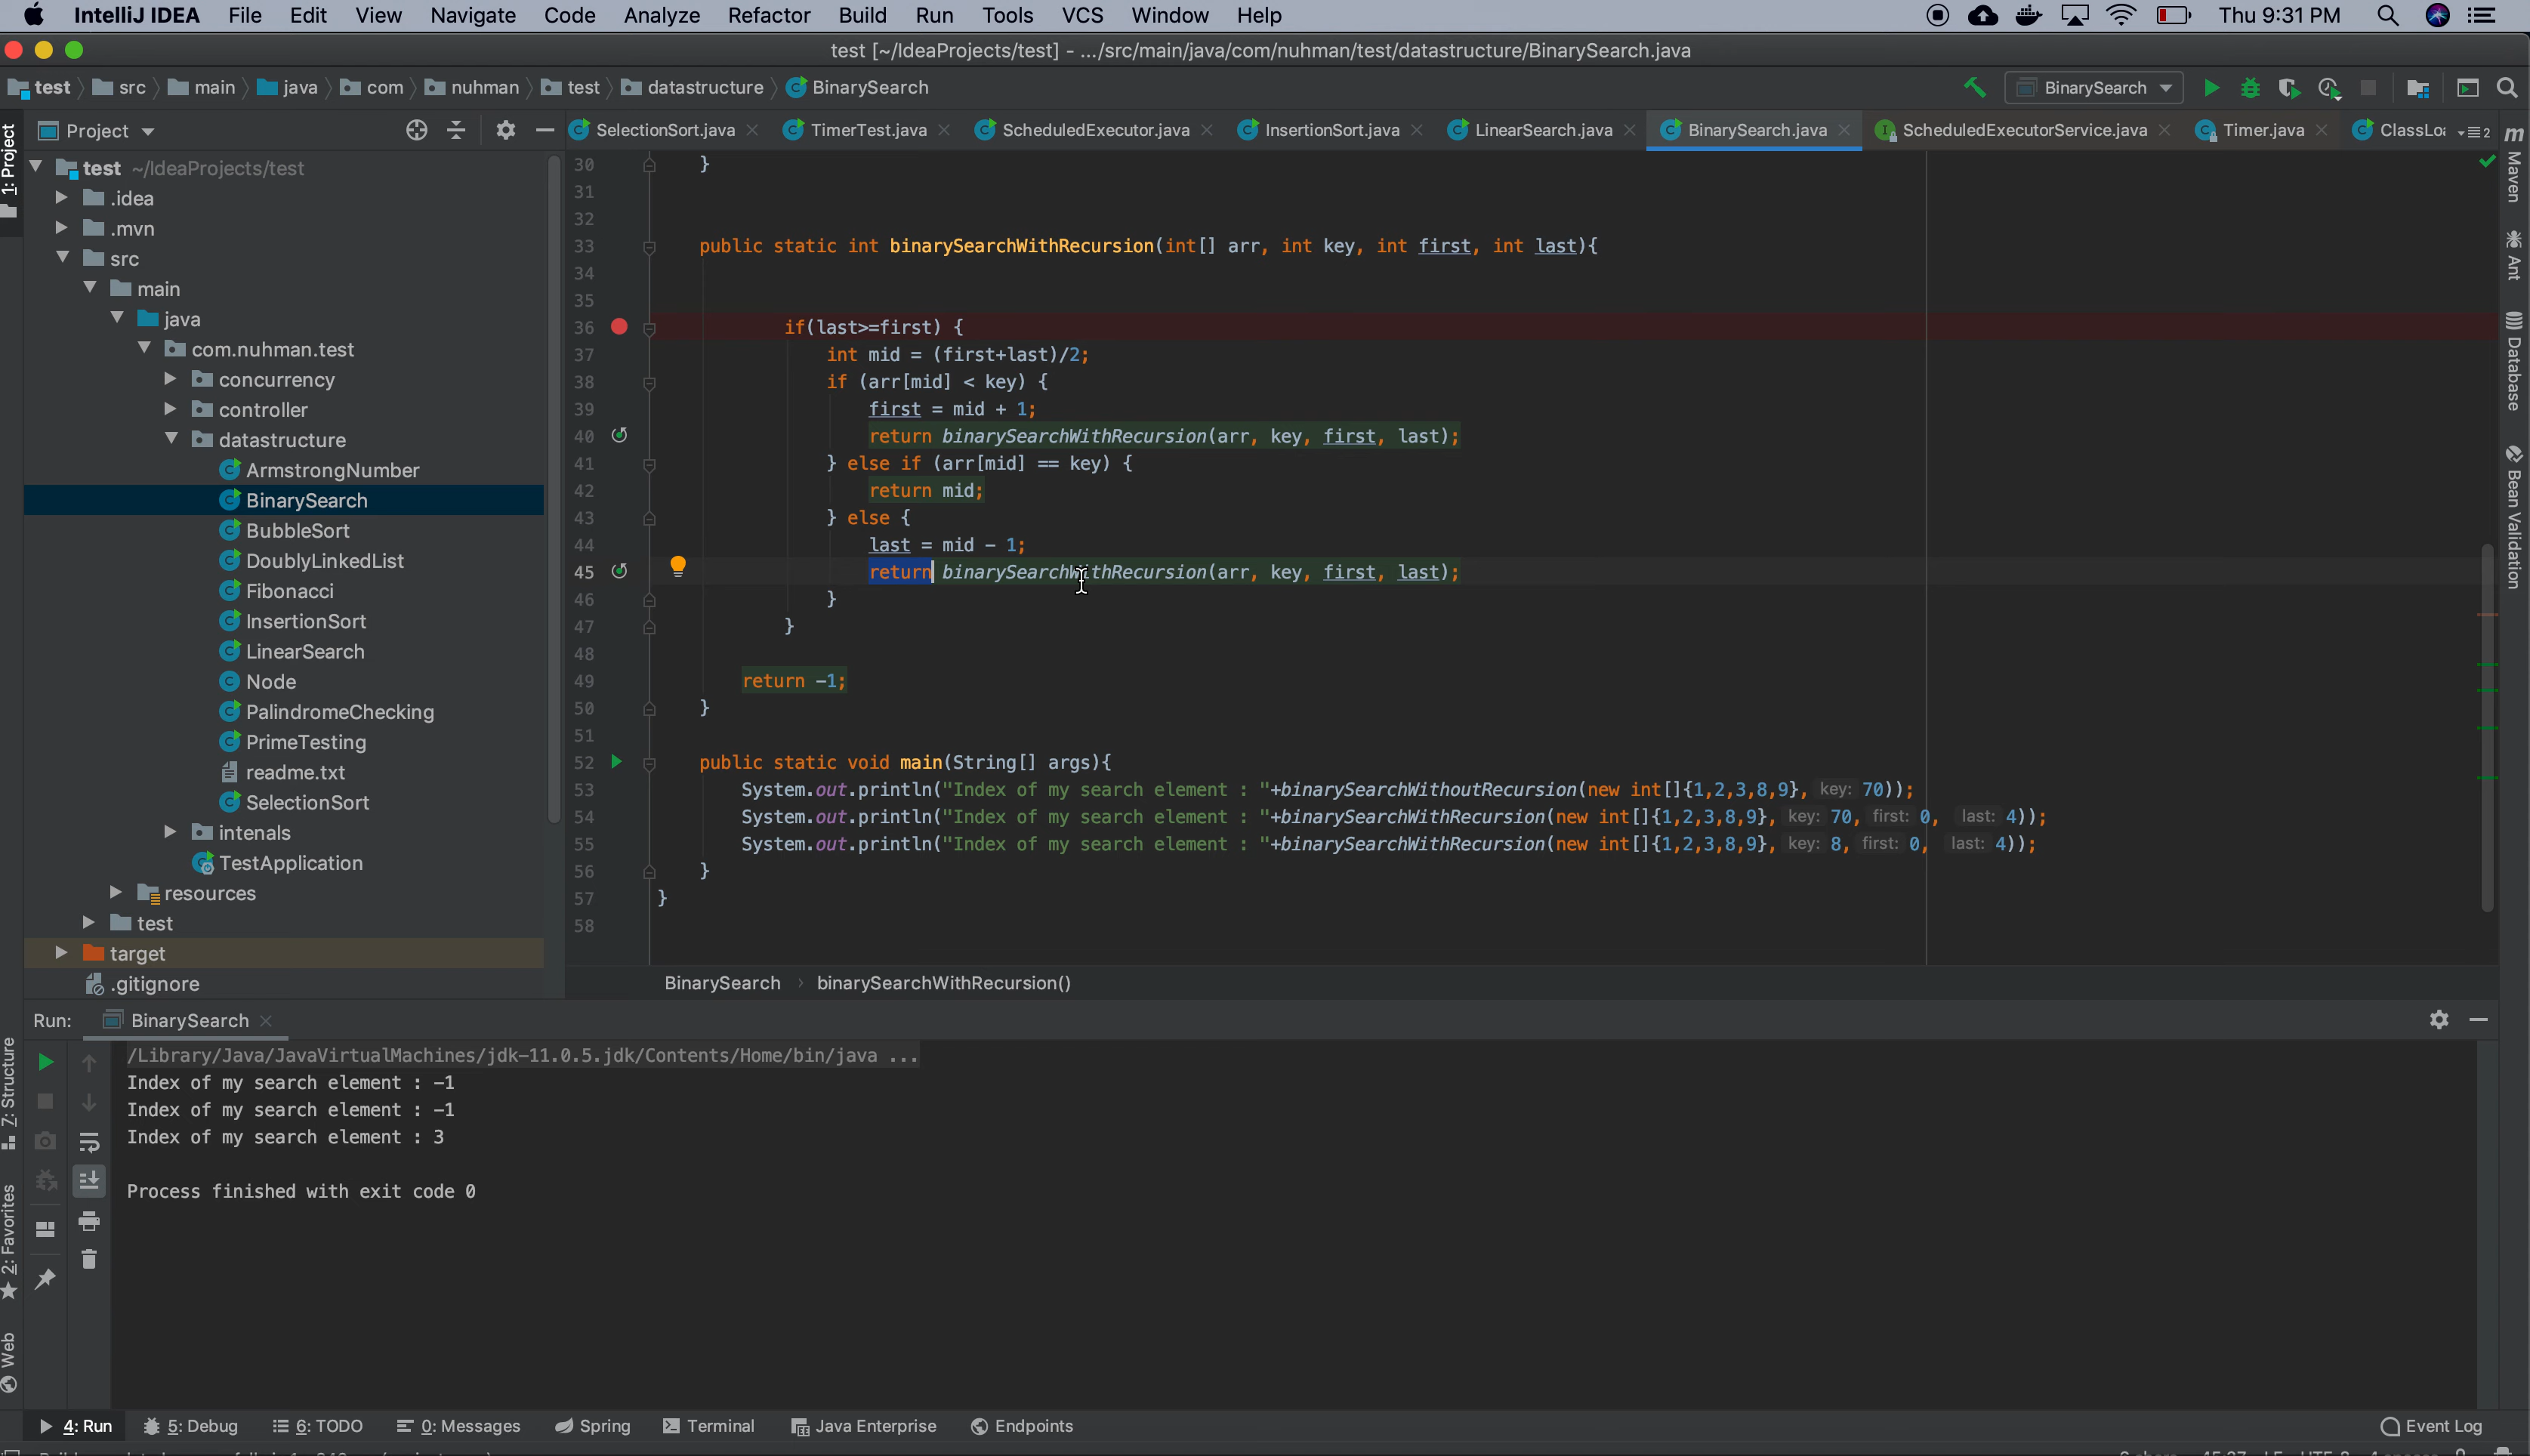 IntelliJ IDEA File Edit View Navigate Code Analyze Refactor Build Run Tools VCS Window Help Thu 9:31 PM
test [~/IdeaProjects/test] - .../src/main/java/com/nuhman/test/datastructure/BinarySearch.java
test src main java com nuhman test datastructure BinarySearch BinarySearch
Project SelectionSort.java TimerTest.java ScheduledExecutor.java InsertionSort.java LinearSearch.java BinarySearch.java ScheduledExecutorService.java Timer.java ClassLo 2
1: Project
test ~/IdeaProjects/test
.idea
.mvn
src
main
java
com.nuhman.test
concurrency
controller
datastructure
ArmstrongNumber
BinarySearch
BubbleSort
DoublyLinkedList
Fibonacci
InsertionSort
LinearSearch
Node
PalindromeChecking
PrimeTesting
readme.txt
SelectionSort
intenals
TestApplication
resources
test
target
.gitignore
30 }
31
32
33 public static int binarySearchWithRecursion(int[] arr, int key, int first, int last){
34
35
36 if(last>=first) {
37 int mid = (first+last)/2;
38 if (arr[mid] < key) {
39 first = mid + 1;
40 return binarySearchWithRecursion(arr, key, first, last);
41 } else if (arr[mid] == key) {
42 return mid;
43 } else {
44 last = mid - 1;
45 return binarySearchWithRecursion(arr, key, first, last);
46 }
47 }
48
49 return -1;
50 }
51
52 public static void main(String[] args){
53 System.out.println("Index of my search element : "+binarySearchWithoutRecursion(new int[]{1,2,3,8,9}, key: 70));
54 System.out.println("Index of my search element : "+binarySearchWithRecursion(new int[]{1,2,3,8,9}, key: 70, first: 0, last: 4));
55 System.out.println("Index of my search element : "+binarySearchWithRecursion(new int[]{1,2,3,8,9}, key: 8, first: 0, last: 4));
56 }
57 }
58
BinarySearch binarySearchWithRecursion()
Maven
Ant
Database
Bean Validation
Run: BinarySearch
/Library/Java/JavaVirtualMachines/jdk-11.0.5.jdk/Contents/Home/bin/java ...
Index of my search element : -1
Index of my search element : -1
Index of my search element : 3
Process finished with exit code 0
Z: Structure
2: Favorites
Web
4: Run 5: Debug 6: TODO 0: Messages Spring Terminal Java Enterprise Endpoints Event Log